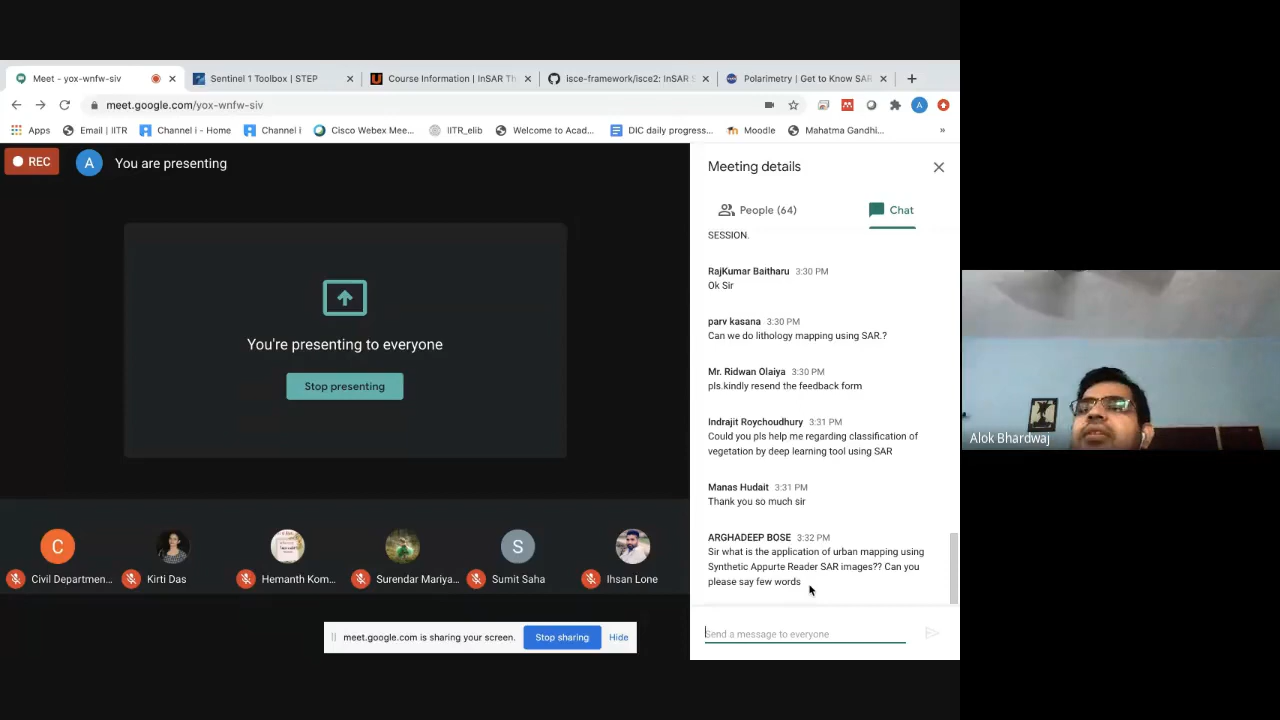 Meet - yox-wnfw-siv
Sentinel 1 Toolbox | STEP
Course Information | InSAR Th
isce-framework/isce2: InSAR S
Polarimetry | Get to Know SAR
meet.google.com/yox-wnfw-siv
A
Apps
Email | IITR
Channel i - Home
Channel i
Cisco Webex Mee...
IITR_elib
Welcome to Acad...
DIC daily progress...
Moodle
Mahatma Gandhi...
»
REC
A
You are presenting
You're presenting to everyone
Stop presenting
C
S
Civil Departmen...
Kirti Das
Hemanth Kom...
Surendar Mariya...
Sumit Saha
Ihsan Lone
meet.google.com is sharing your screen.
Stop sharing
Hide
Meeting details
People (64)
Chat
SESSION.
RajKumar Baitharu 3:30 PM
Ok Sir
parv kasana 3:30 PM
Can we do lithology mapping using SAR.?
Mr. Ridwan Olaiya 3:30 PM
pls.kindly resend the feedback form
Indrajit Roychoudhury 3:31 PM
Could you pls help me regarding classification of
vegetation by deep learning tool using SAR
Manas Hudait 3:31 PM
Thank you so much sir
ARGHADEEP BOSE 3:32 PM
Sir what is the application of urban mapping using
Synthetic Appurte Reader SAR images?? Can you
please say few words
Send a message to everyone
Alok Bhardwaj